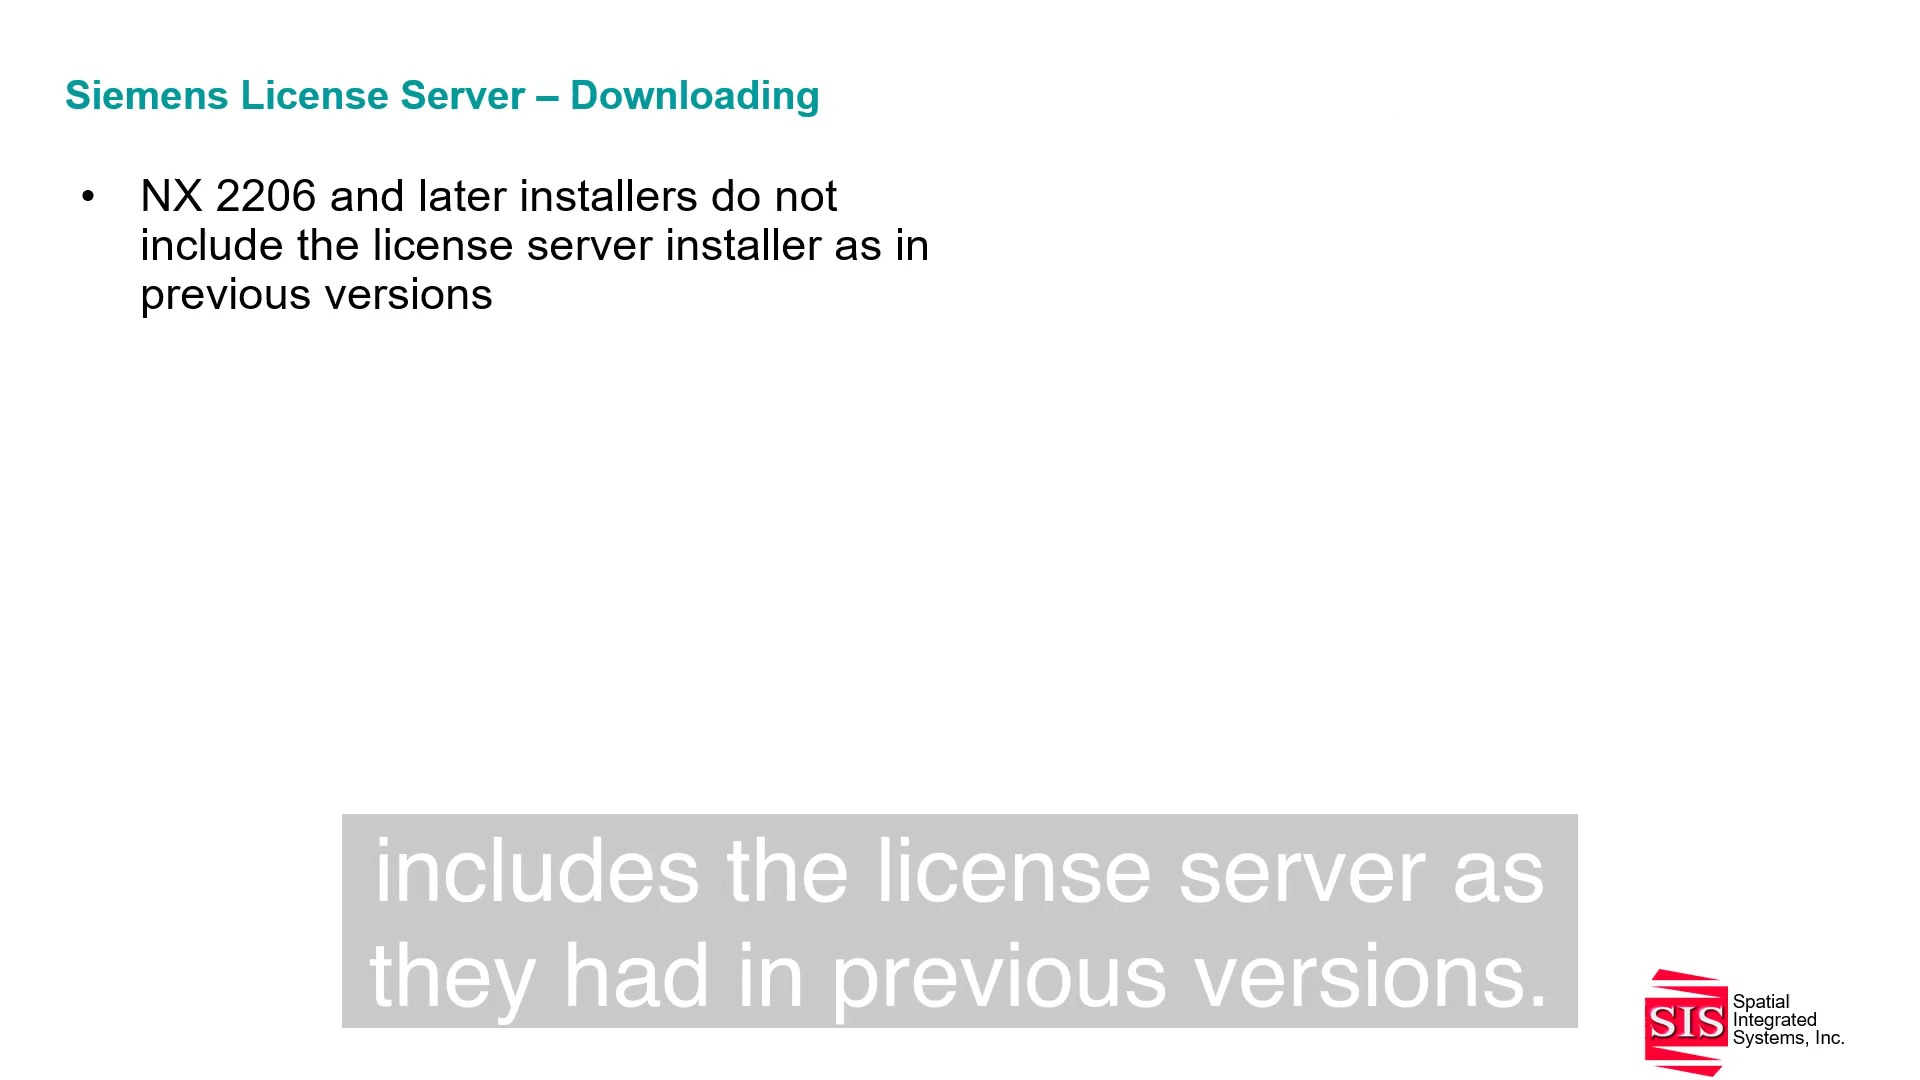 Siemens License Server – Downloading
• NX 2206 and later installers do not
include the license server installer as in
previous versions
includes the license server as
they had in previous versions.
SIS
Spatial
Integrated
Systems, Inc.